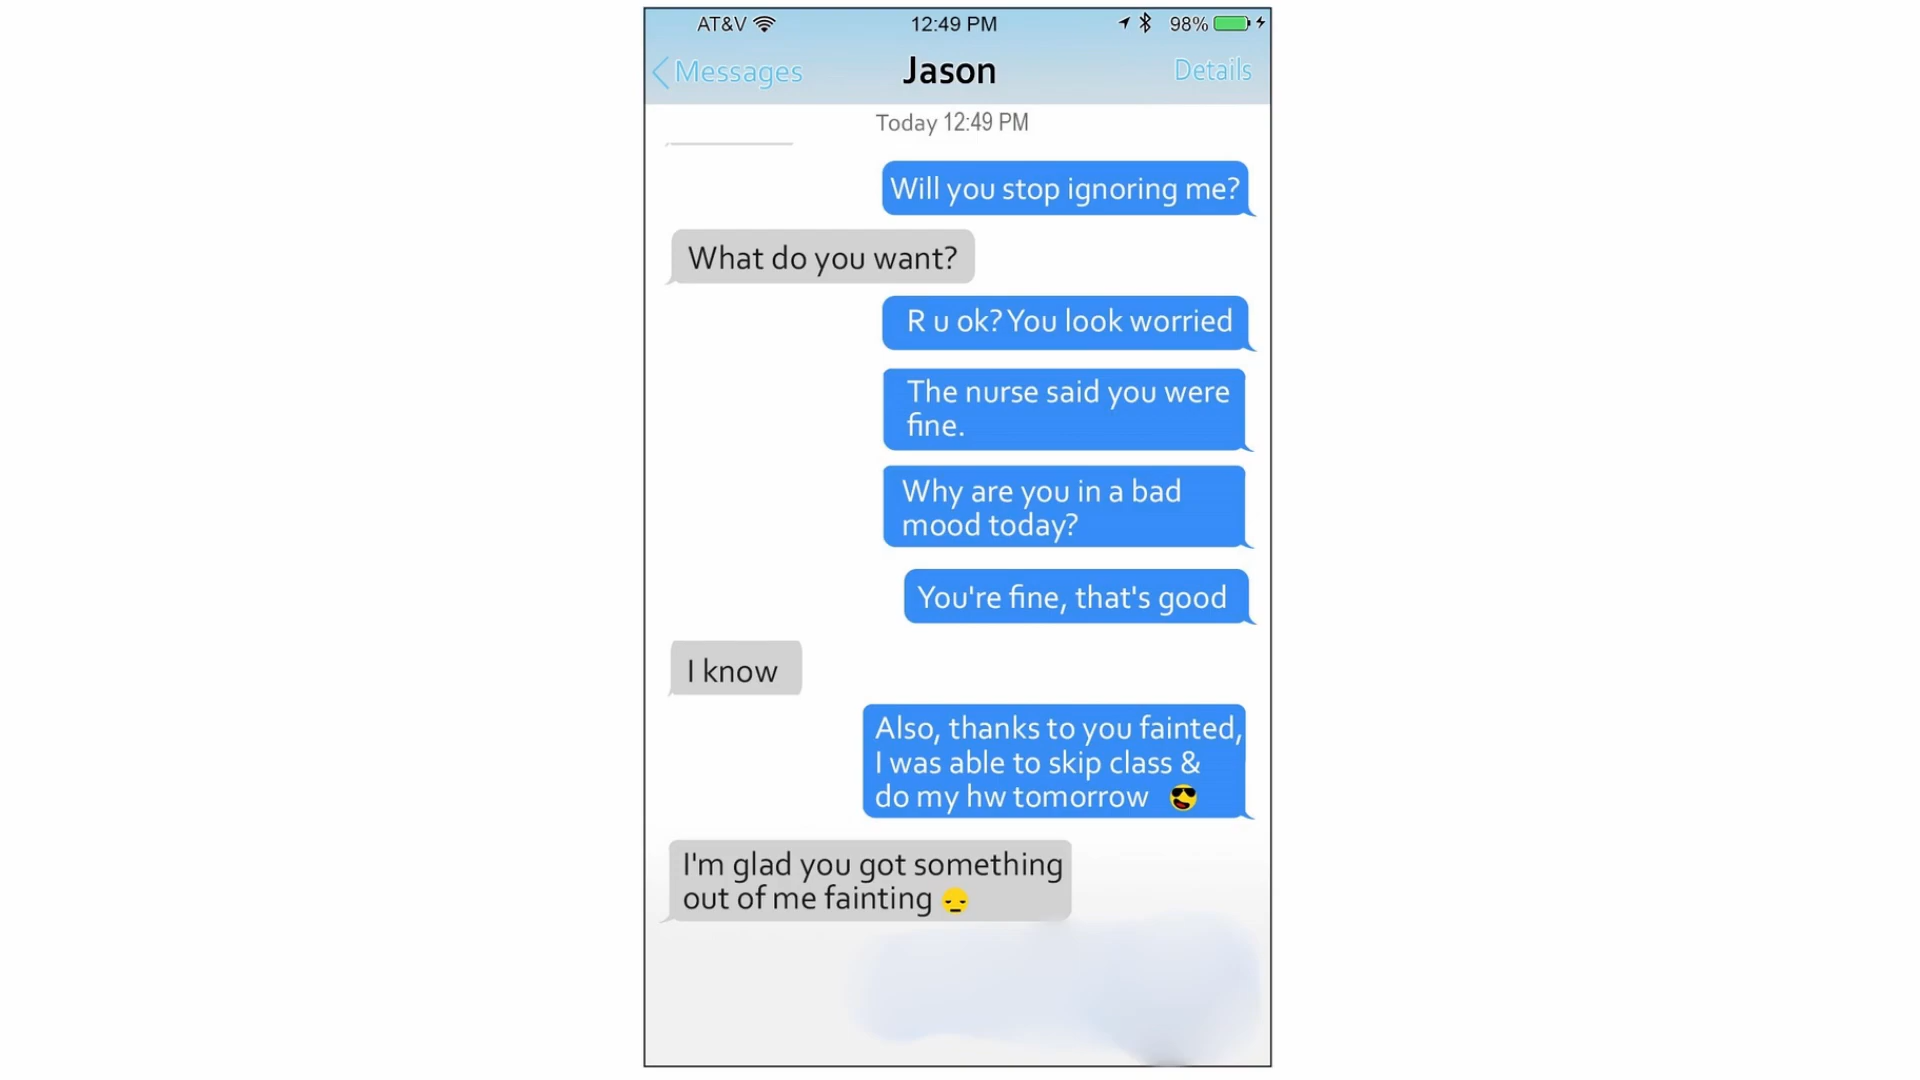 AT&V 12:49 PM 98%
Messages Jason Details
Today 12:49 PM
Will you stop ignoring me?
What do you want?
R u ok? You look worried
The nurse said you were
fine.
Why are you in a bad
mood today?
You're fine, that's good
I know
Also, thanks to you fainted,
I was able to skip class &
do my hw tomorrow 😎
I'm glad you got something
out of me fainting 😔